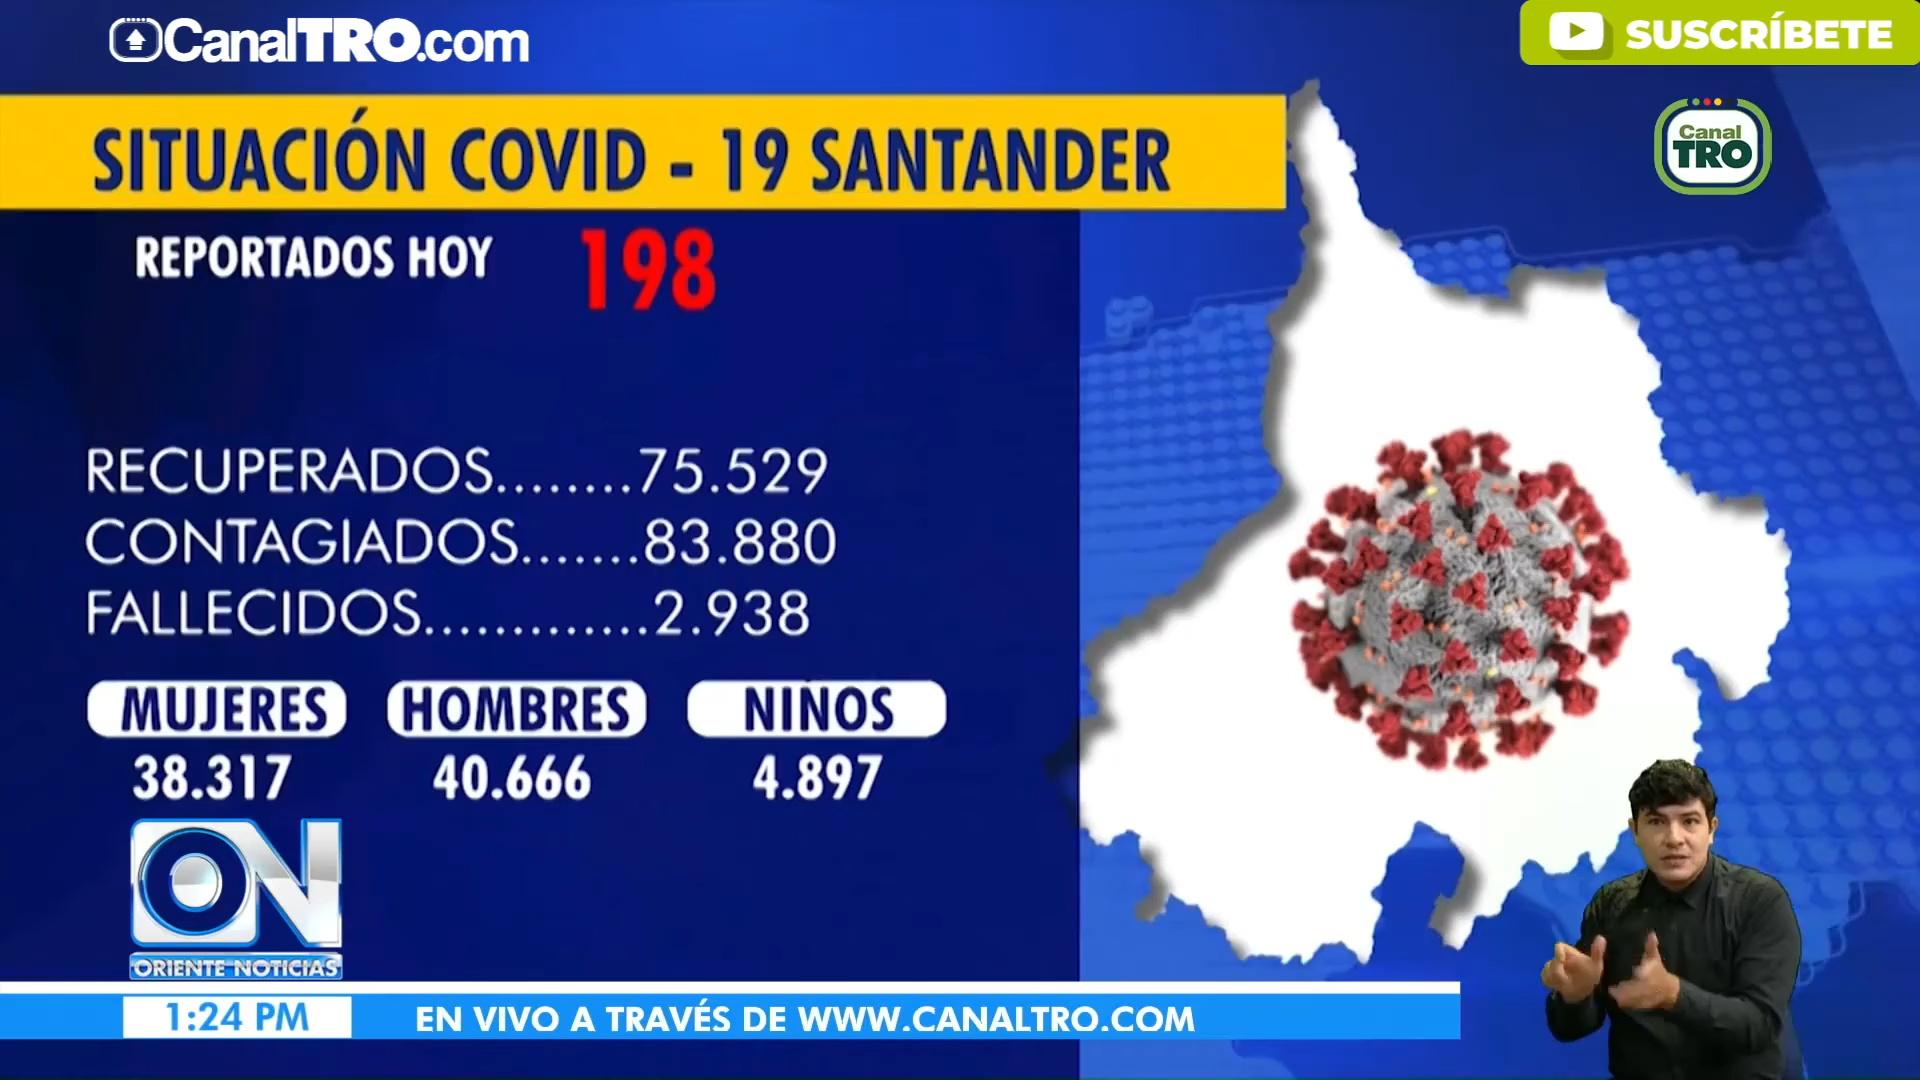 CanalTRO.com
SUSCRÍBETE
SITUACIÓN COVID - 19 SANTANDER
Canal
TRO
REPORTADOS HOY 198
RECUPERADOS........75.529
CONTAGIADOS.......83.880
FALLECIDOS.............2.938
MUJERES HOMBRES NIÑOS
38.317 40.666 4.897
ON
ORIENTE NOTICIAS
1:24 PM EN VIVO A TRAVÉS DE WWW.CANALTRO.COM